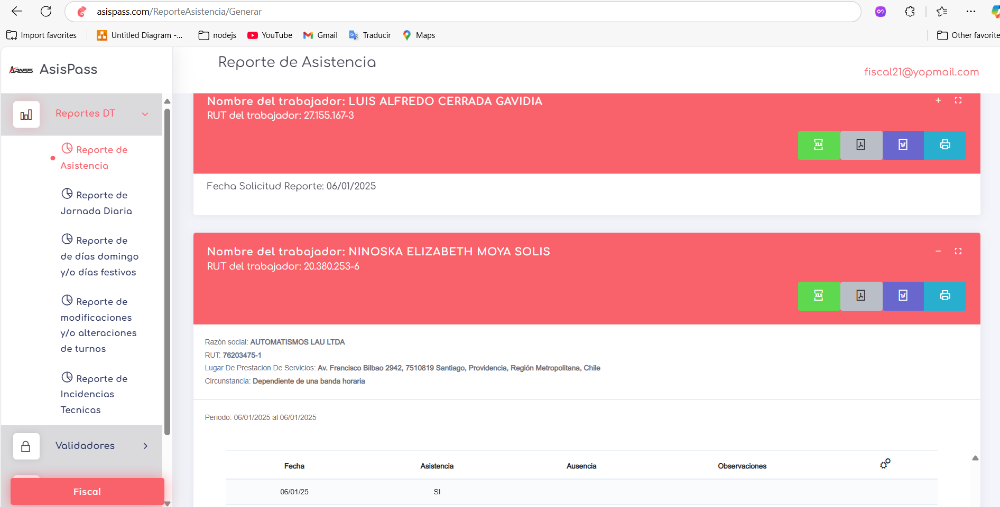 asispass.com/ReporteAsistencia/Generar
Import favorites
Untitled Diagram -...
nodejs
YouTube
Gmail
Traducir
Maps
Other favorite
APASS AsisPass
Reporte de Asistencia
fiscal21@yopmail.com
Reportes DT
Reporte de
Asistencia
Reporte de
Jornada Diaria
Reporte de
de días domingo
y/o días festivos
Reporte de
modificaciones
y/o alteraciones
de turnos
Reporte de
Incidencias
Tecnicas
Validadores
Fiscal
Nombre del trabajador: LUIS ALFREDO CERRADA GAVIDIA
RUT del trabajador: 27.155.167-3
XLS
Fecha Solicitud Reporte: 06/01/2025
Nombre del trabajador: NINOSKA ELIZABETH MOYA SOLIS
RUT del trabajador: 20.380.253-6
XLS
Razón social: AUTOMATISMOS LAU LTDA
RUT: 76203475-1
Lugar De Prestacion De Servicios: Av. Francisco Bilbao 2942, 7510819 Santiago, Providencia, Región Metropolitana, Chile
Circunstancia: Dependiente de una banda horaria
Periodo: 06/01/2025 al 06/01/2025
Fecha Asistencia Ausencia Observaciones
06/01/25 SI